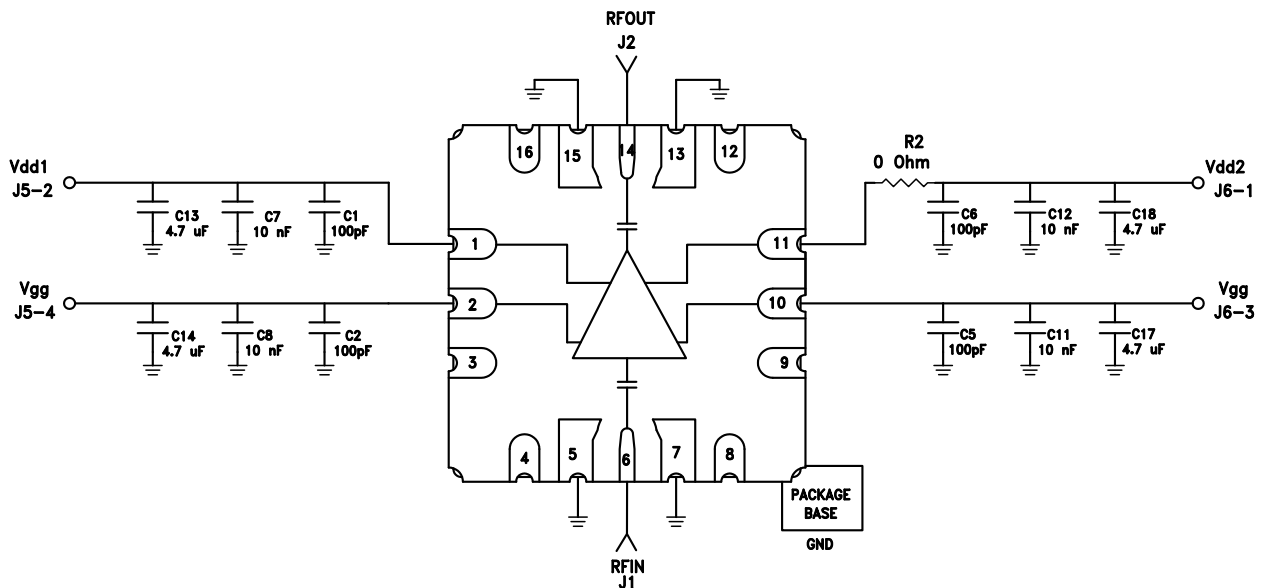 RFOUT
J2
16
15
14
13
12
R2
0 Ohm
Vdd1
J5-2
C13
4.7 uF
C7
10 nF
C1
100pF
1
11
C6
100pF
C12
10 nF
C18
4.7 uF
Vdd2
J6-1
Vgg
J5-4
C14
4.7 uF
C8
10 nF
C2
100pF
2
10
C5
100pF
C11
10 nF
C17
4.7 uF
Vgg
J6-3
3
9
4
5
6
7
8
PACKAGE
BASE
GND
RFIN
J1